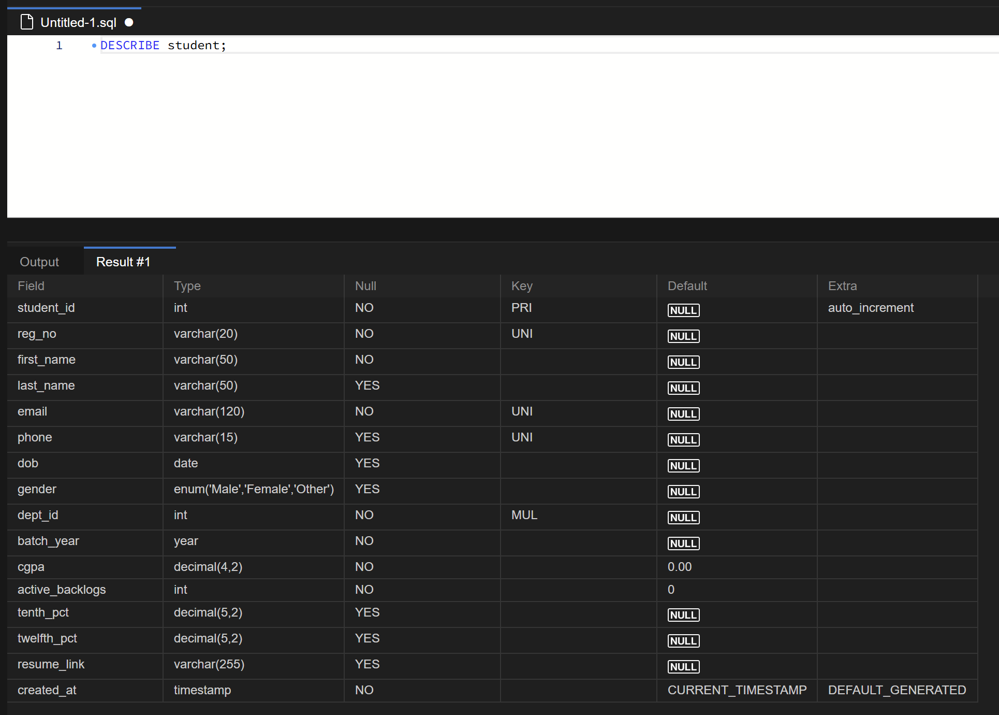 Untitled-1.sql
1 DESCRIBE student;
Output Result #1
Field Type Null Key Default Extra
student_id int NO PRI NULL auto_increment
reg_no varchar(20) NO UNI NULL
first_name varchar(50) NO NULL
last_name varchar(50) YES NULL
email varchar(120) NO UNI NULL
phone varchar(15) YES UNI NULL
dob date YES NULL
gender enum('Male','Female','Other') YES NULL
dept_id int NO MUL NULL
batch_year year NO NULL
cgpa decimal(4,2) NO 0.00
active_backlogs int NO 0
tenth_pct decimal(5,2) YES NULL
twelfth_pct decimal(5,2) YES NULL
resume_link varchar(255) YES NULL
created_at timestamp NO CURRENT_TIMESTAMP DEFAULT_GENERATED